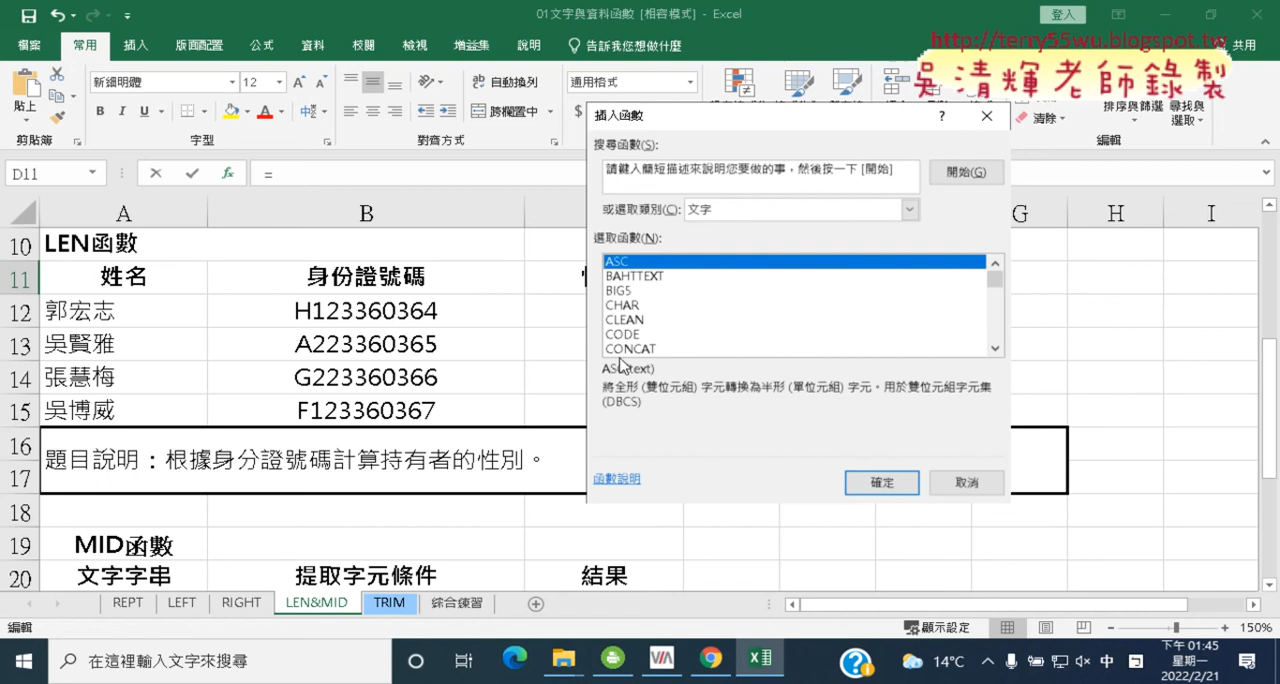 01文字與資料函數 [相容模式] - Excel
登入
檔案 常用 插入 版面配置 公式 資料 校閱 檢視 增益集 說明 告訴我您想做什麼 共用
http://terry55wu.blogspot.tw
吳清輝老師錄製
貼上
新細明體 12
自動換列
通用格式
B I U
跨欄置中
$
清除
排序與篩選 尋找與
選取
剪貼簿 字型 對齊方式 編輯
D11 fx =
插入函數 ? ×
搜尋函數(S):
請鍵入簡短描述來說明您要做的事，然後按一下 [開始]
開始(G)
或選取類別(C): 文字
選取函數(N):
ASC
BAHTTEXT
BIG5
CHAR
CLEAN
CODE
CONCAT
將全形 (雙位元組) 字元轉換為半形 (單位元組) 字元。用於雙位元組字元集
(DBCS)
函數說明
確定 取消
A B G H I
10 LEN函數
11 姓名 身份證號碼
12 郭宏志 H123360364
13 吳賢雅 A223360365
14 張慧梅 G223360366
15 吳博威 F123360367
16 題目說明：根據身分證號碼計算持有者的性別。
17
18
19 MID函數
20 文字字串 提取字元條件 結果
REPT LEFT RIGHT LEN&MID TRIM 綜合練習
編輯 顯示設定 150%
在這裡輸入文字來搜尋
14°C
中
下午 01:45
星期一
2022/2/21